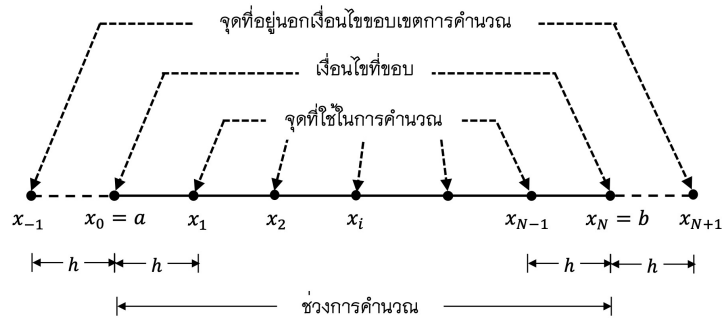 จุดที่อยู่นอกเงื่อนไขขอบเขตการคำนวณ
เงื่อนไขที่ขอบ
จุดที่ใช้ในการคำนวณ
x₋₁ x₀ = a x₁ x₂ xᵢ x_{N−1} x_N = b x_{N+1}
h h h h
ช่วงการคำนวณ